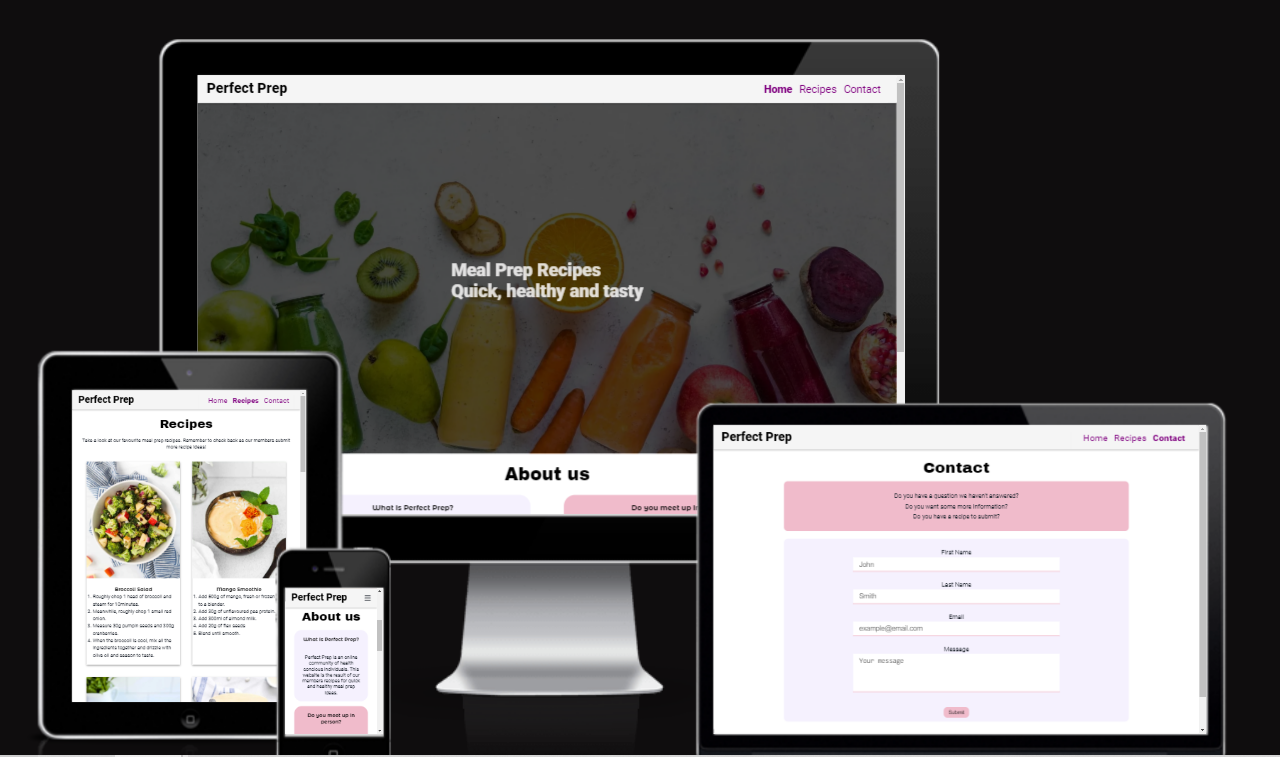 Perfect Prep
Home Recipes Contact
Meal Prep Recipes
Quick, healthy and tasty
About us
What is Perfect Prep?
Do you meet up
Perfect Prep
Home Recipes Contact
Recipes
Take a look at our favourite meal prep recipes. Remember to check back as our members submit
more recipe ideas!
Broccoli Salad
1. Roughly chop 1 head of broccoli and
steam for 10minutes.
2. Meanwhile, roughly chop 1 small red
onion.
3. Measure 30g pumpin seeds and 500g
cranberries.
4. When the broccoli is cool, mix all the
ingredients together and drizzle with
olive oil and season to taste.
Mango Smoothie
1. Add 800g of mango, fresh or frozen
to a blender.
2. Add 30g of unflavoured pea protein.
3. Add 300ml of almond milk.
4. Add 20g of flax seeds
5. Blend until smooth.
Perfect Prep
About us
What is Perfect Prep?
Perfect Prep is an online
community of health
conscious individuals. This
website is the result of our
members recipes for quick
and healthy meal prep
ideas.
Do you meet up in
person?
Perfect Prep
Home Recipes Contact
Contact
Do you have a question we haven't answered?
Do you want some more information?
Do you have a recipe to submit?
First Name
John
Last Name
Smith
Email
example@email.com
Message
Your message
Submit